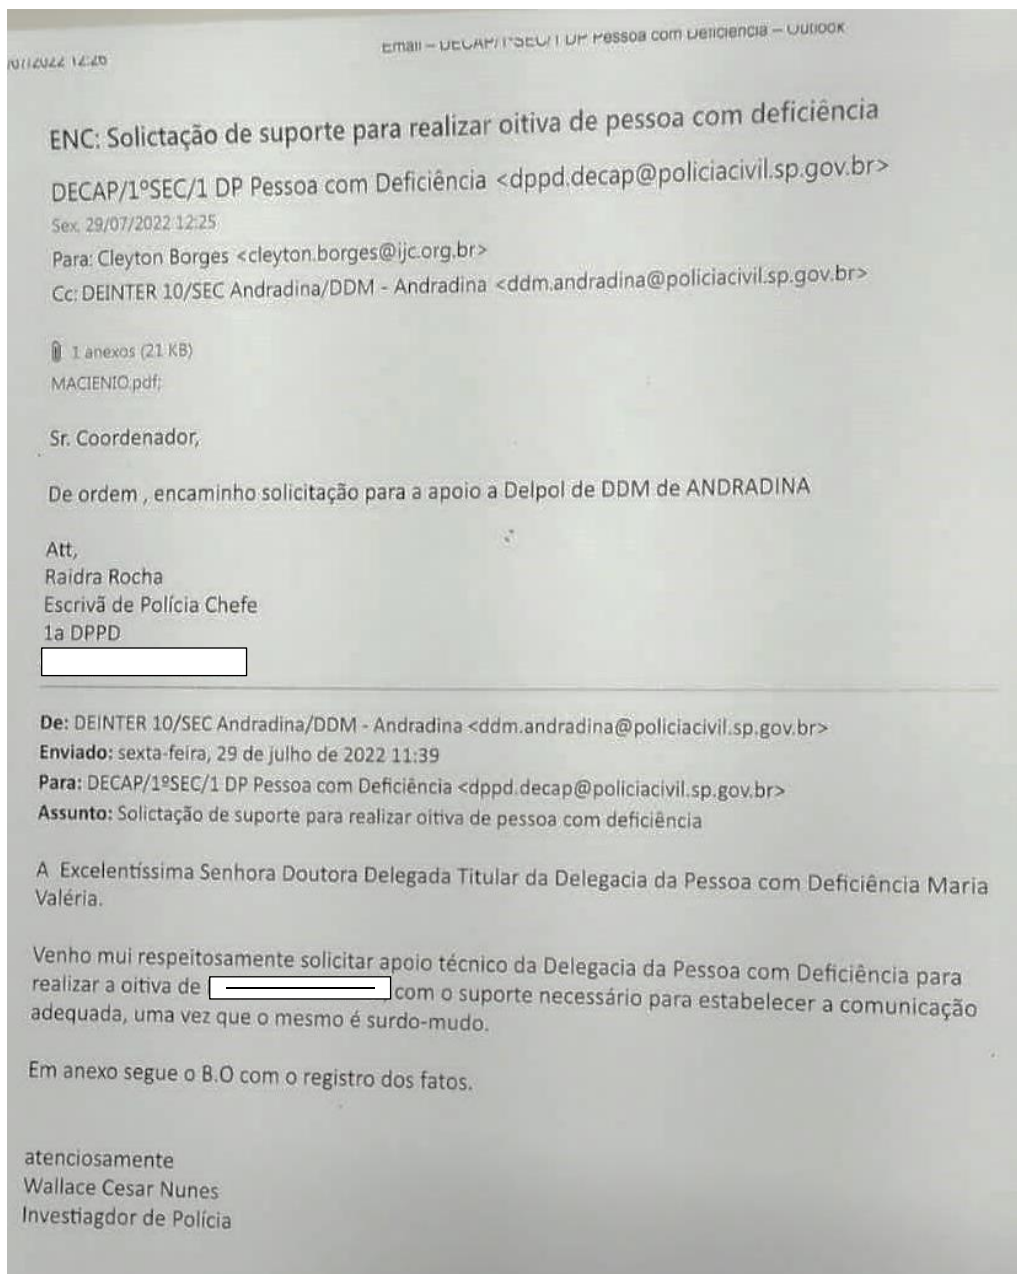 Email – DECAP/1ºSEC/1 DP Pessoa com Deficiência – Outlook
/07/2022 12:26
ENC: Solictação de suporte para realizar oitiva de pessoa com deficiência
DECAP/1ºSEC/1 DP Pessoa com Deficiência <dppd.decap@policiacivil.sp.gov.br>
Sex, 29/07/2022 12:25
Para: Cleyton Borges <cleyton.borges@ijc.org.br>
Cc: DEINTER 10/SEC Andradina/DDM - Andradina <ddm.andradina@policiacivil.sp.gov.br>
1 anexos (21 KB)
MACIENIO.pdf;
Sr. Coordenador,
De ordem , encaminho solicitação para a apoio a Delpol de DDM de ANDRADINA
Att,
Raidra Rocha
Escrivã de Polícia Chefe
1a DPPD
De: DEINTER 10/SEC Andradina/DDM - Andradina <ddm.andradina@policiacivil.sp.gov.br>
Enviado: sexta-feira, 29 de julho de 2022 11:39
Para: DECAP/1ºSEC/1 DP Pessoa com Deficiência <dppd.decap@policiacivil.sp.gov.br>
Assunto: Solictação de suporte para realizar oitiva de pessoa com deficiência
A Excelentíssima Senhora Doutora Delegada Titular da Delegacia da Pessoa com Deficiência Maria
Valéria.
Venho mui respeitosamente solicitar apoio técnico da Delegacia da Pessoa com Deficiência para
realizar a oitiva de com o suporte necessário para estabelecer a comunicação
adequada, uma vez que o mesmo é surdo-mudo.
Em anexo segue o B.O com o registro dos fatos.
atenciosamente
Wallace Cesar Nunes
Investiagdor de Polícia